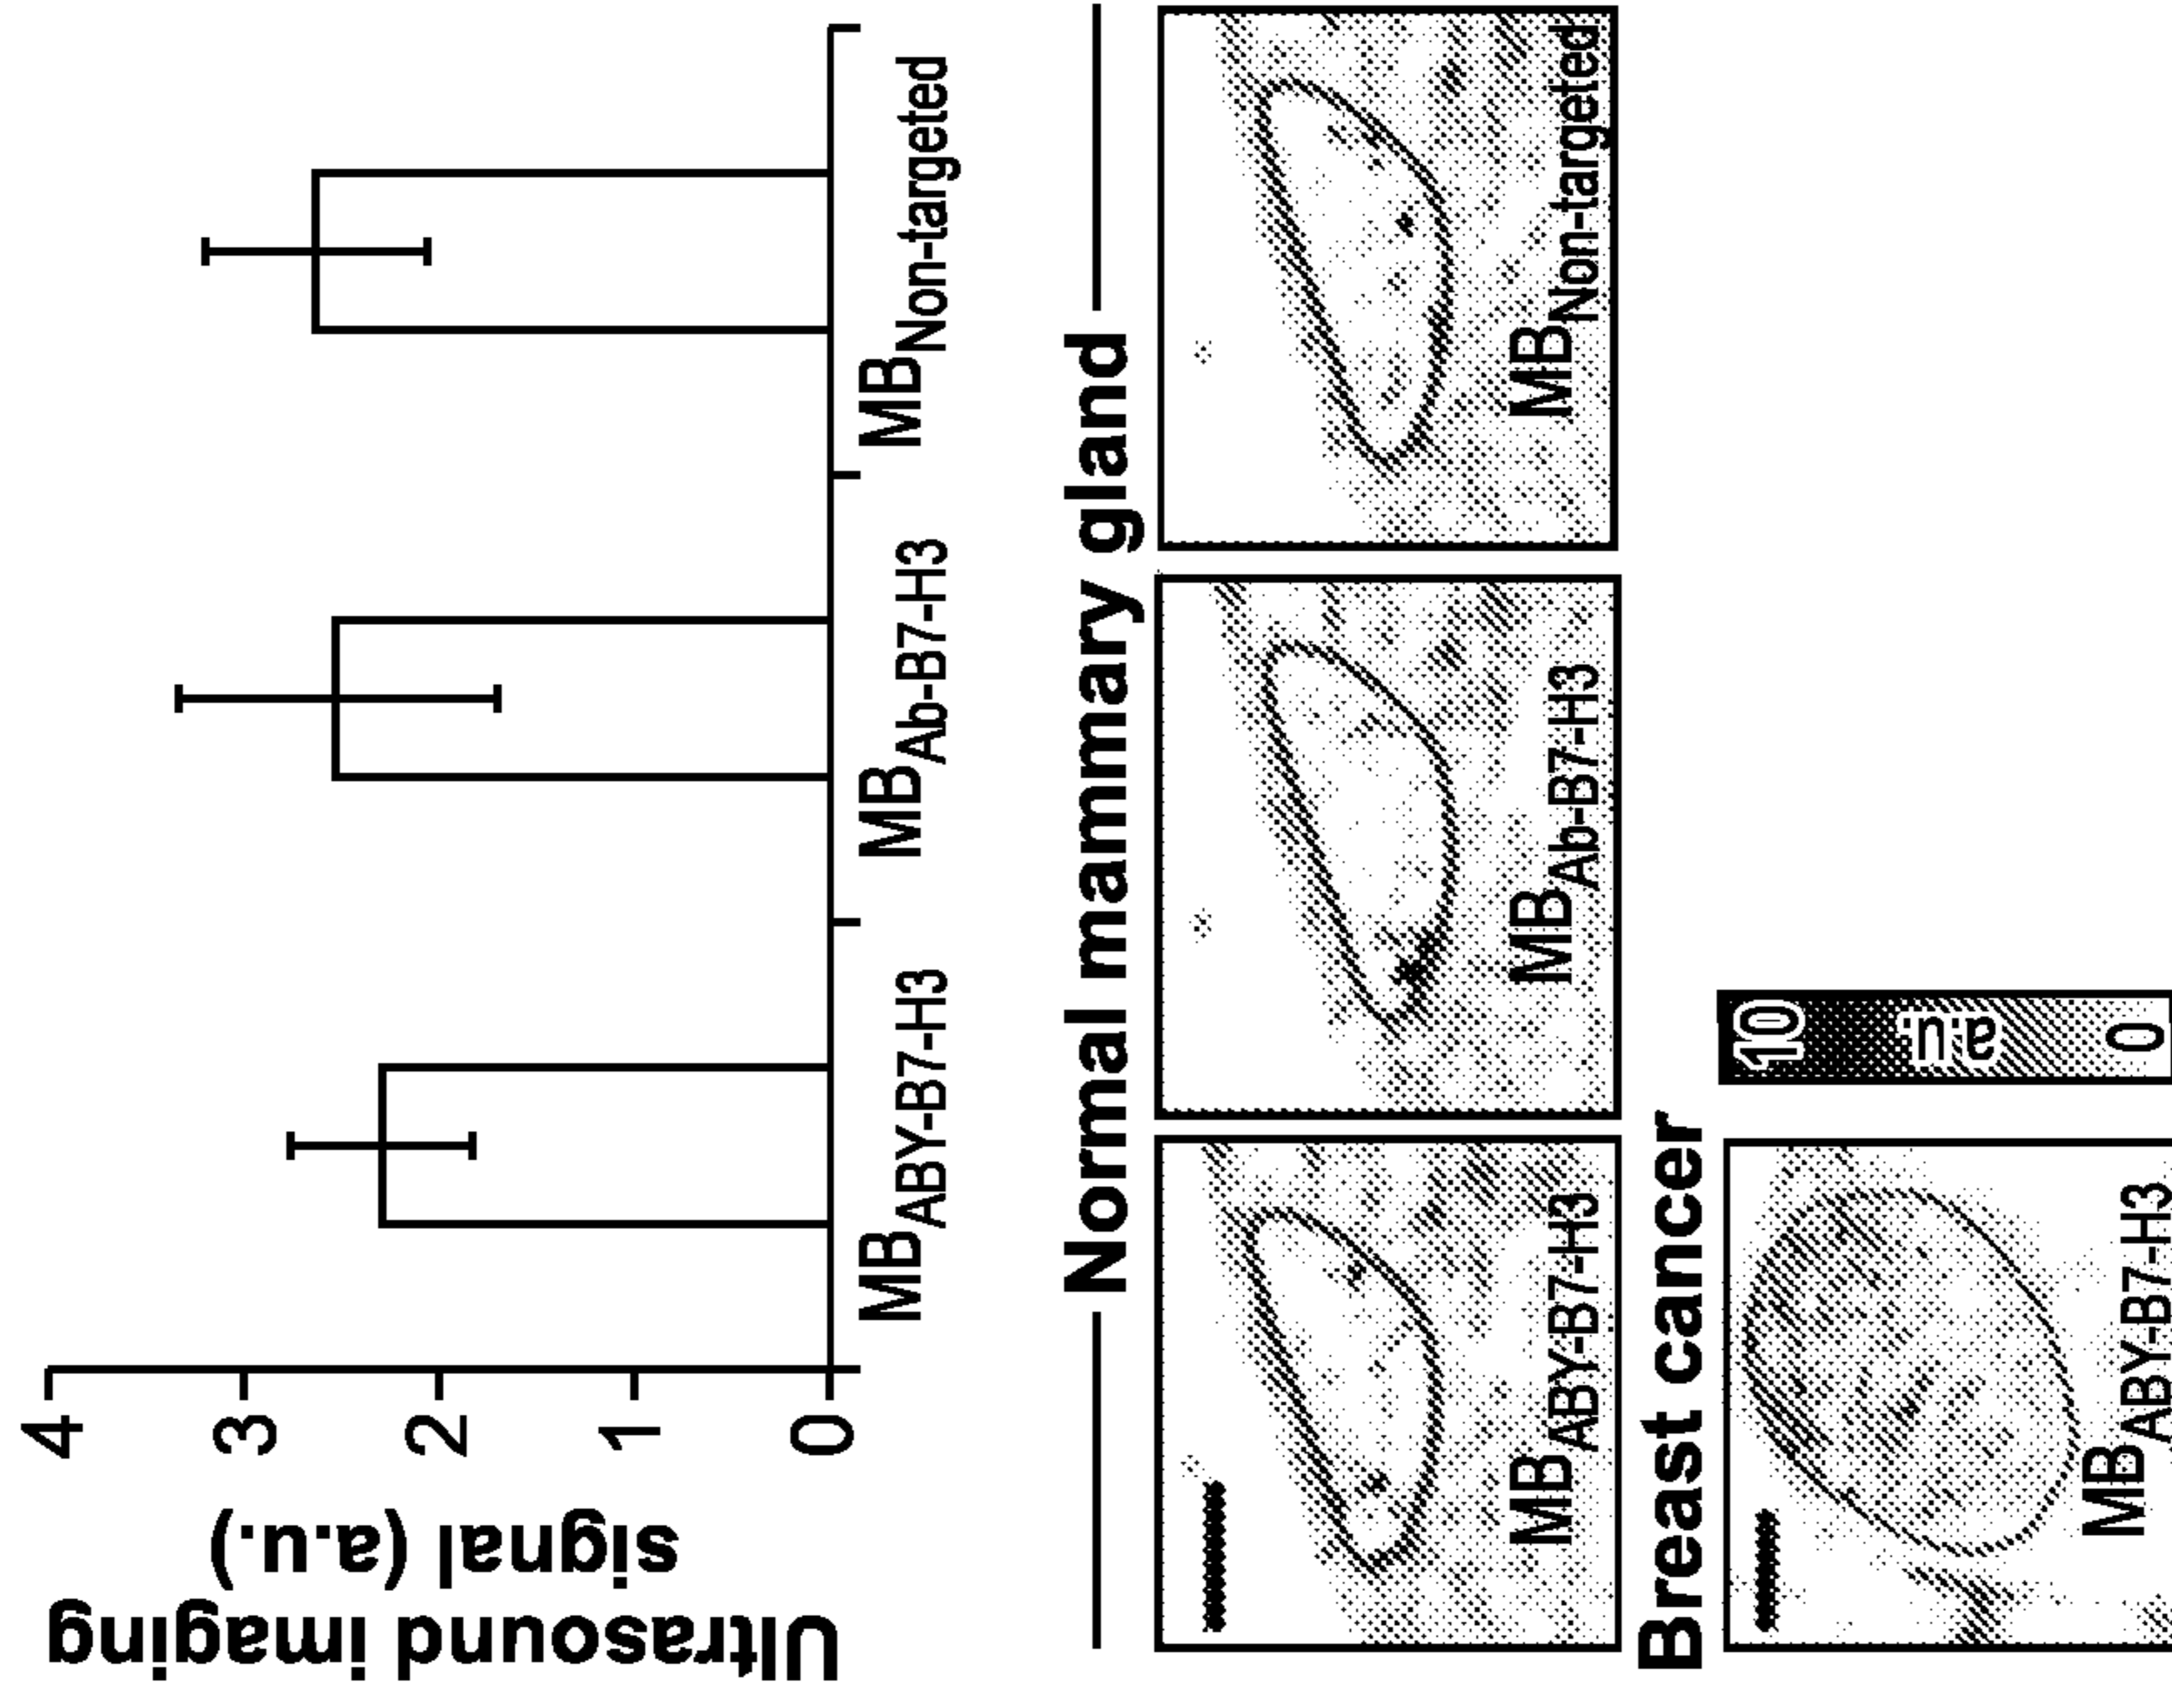 Ultrasound imaging
signal (a.u.)
4
3
2
1
0
MBABY-B7-H3
MBAb-B7-H3
MBNon-targeted
Normal mammary gland
MBABY-B7-H3
MBAb-B7-H3
MBNon-targeted
Breast cancer
MBABY-B7-H3
10
a.u.
0